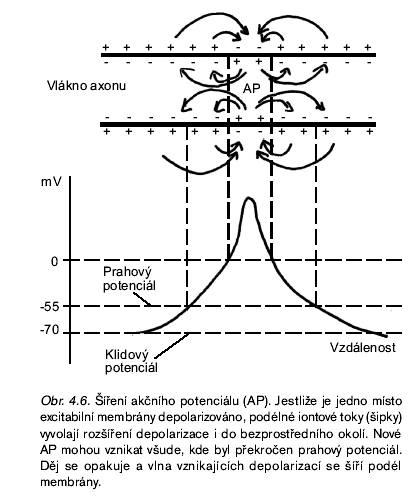 + + + + + + - - + + + + + +
- - - - - - + + - - - - - -
Vlákno axonu
AP
- - - - - - + + - - - - - -
+ + + + + + - - + + + + + +
mV
0
Prahový
potenciál
-55
-70
Klidový
potenciál
Vzdálenost
Obr. 4.6. Šíření akčního potenciálu (AP). Jestliže je jedno místo
excitabilní membrány depolarizováno, podélné iontové toky (šipky)
vyvolají rozšíření depolarizace i do bezprostředního okolí. Nové
AP mohou vznikat všude, kde byl překročen prahový potenciál.
Děj se opakuje a vlna vznikajících depolarizací se šíří podél
membrány.